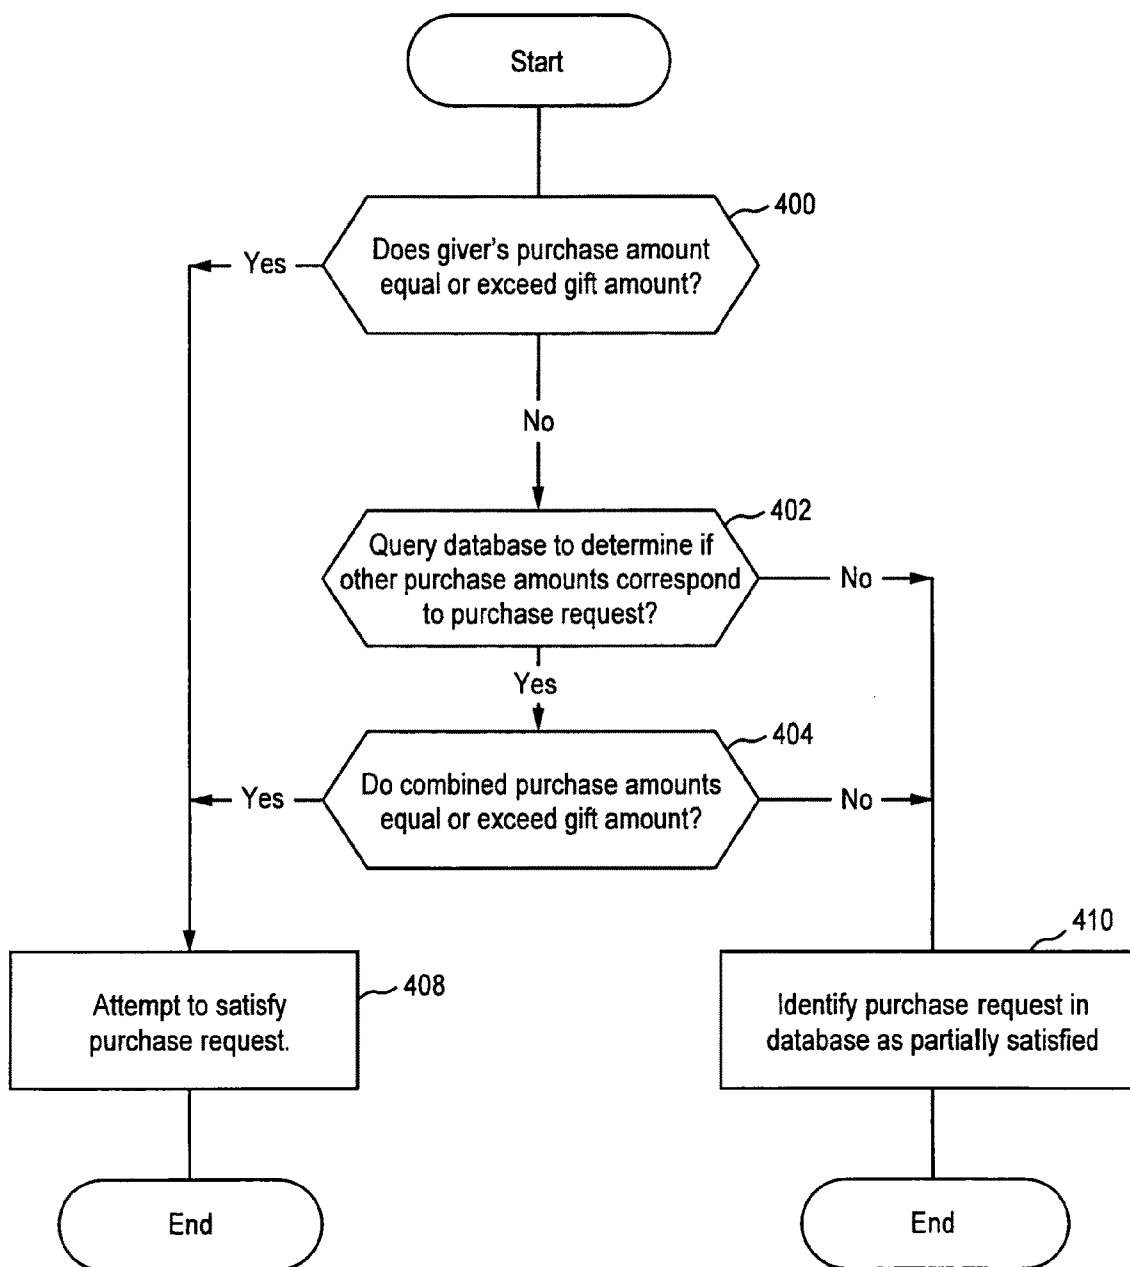 Start
400
Does giver's purchase amount
equal or exceed gift amount?
Yes
No
402
Query database to determine if
other purchase amounts correspond
to purchase request?
No
Yes
404
Do combined purchase amounts
equal or exceed gift amount?
Yes
No
408
Attempt to satisfy
purchase request.
410
Identify purchase request in
database as partially satisfied
End
End